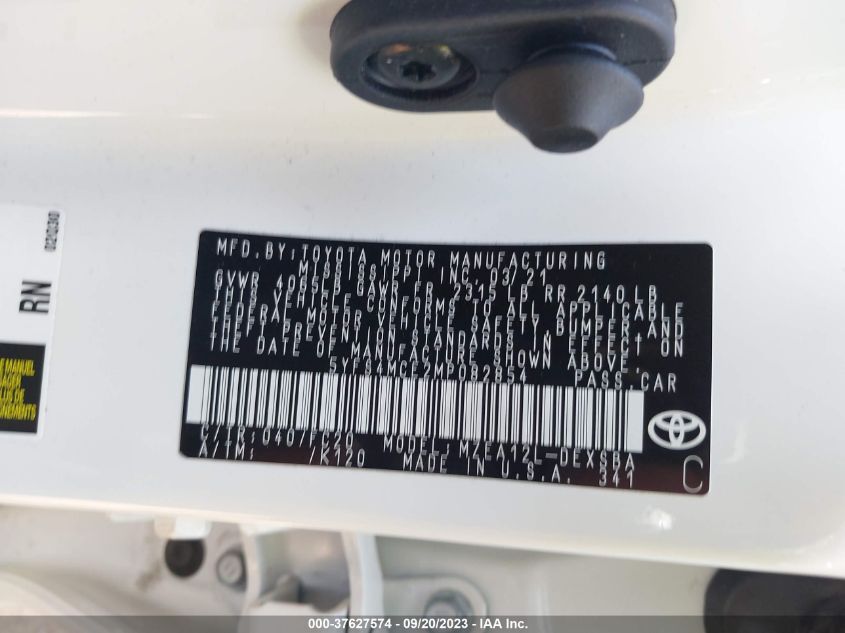 MFD. BY: TOYOTA MOTOR MANUFACTURING
MISSISSIPPI INC. 03/21
GVWR 4065LB GAWR FR 2315 LB RR 2140 LB
THIS VEHICLE CONFORMS TO ALL APPLICABLE
FEDERAL MOTOR VEHICLE SAFETY, BUMPER, AND
THEFT PREVENTION STANDARDS IN EFFECT ON
THE DATE OF MANUFACTURE SHOWN ABOVE.
5YFS4MCE2MP082854 PASS. CAR
C/TR: 040/FC20 MODEL: MZEA12L-DEXSBA
A/TM: /K120 MADE IN U.S.A. 341
C
RN
020030
E MANUEL
000-37627574 - 09/20/2023 - IAA Inc.